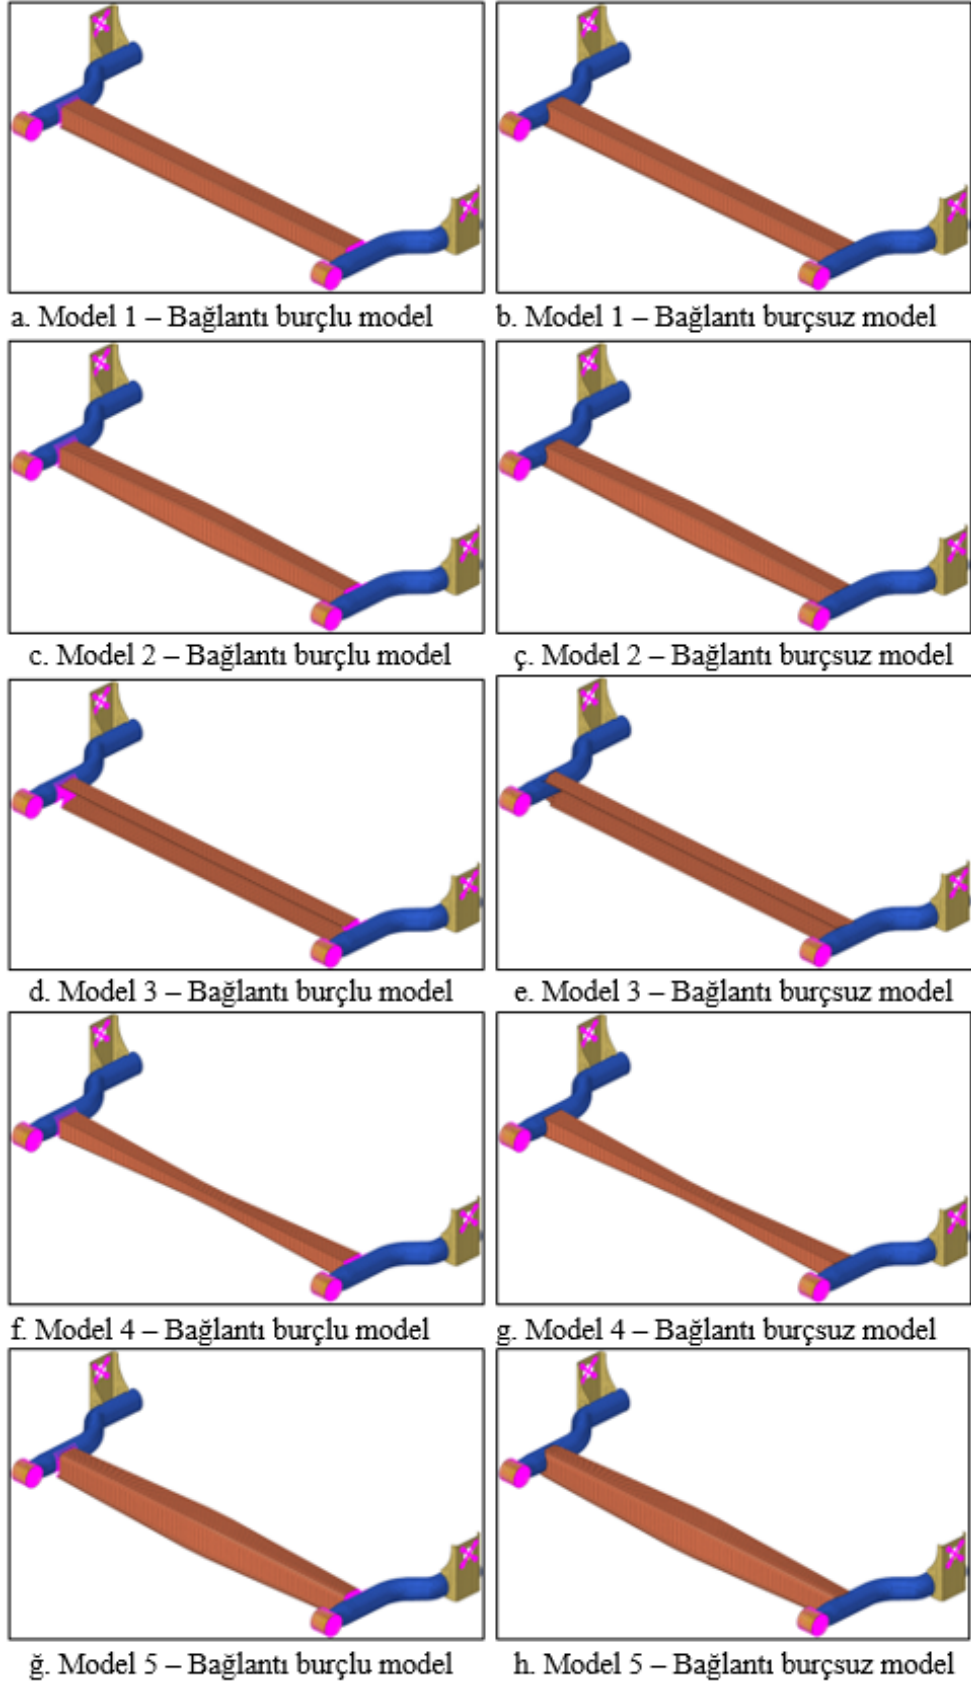 a. Model 1 – Bağlantı burçlu model
b. Model 1 – Bağlantı burçsuz model
c. Model 2 – Bağlantı burçlu model
ç. Model 2 – Bağlantı burçsuz model
d. Model 3 – Bağlantı burçlu model
e. Model 3 – Bağlantı burçsuz model
f. Model 4 – Bağlantı burçlu model
g. Model 4 – Bağlantı burçsuz model
ğ. Model 5 – Bağlantı burçlu model
h. Model 5 – Bağlantı burçsuz model